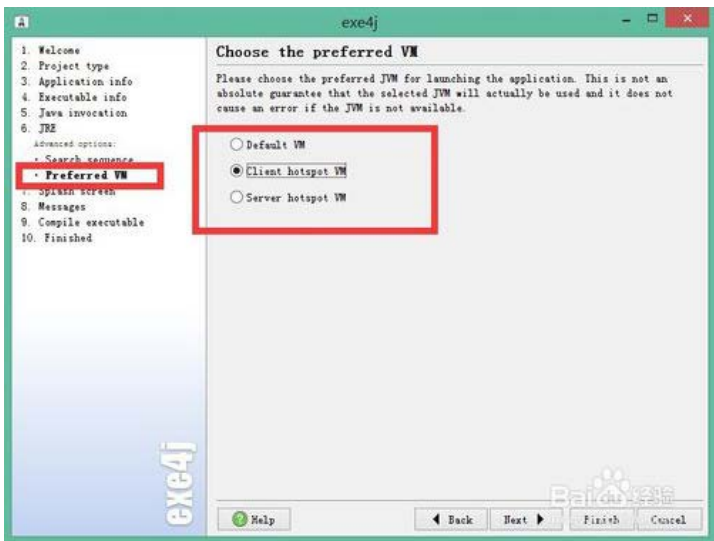 exe4j
1. Welcome
2. Project type
3. Application info
4. Executable info
5. Java invocation
6. JRE
Advanced options:
· Search sequence
· Preferred VM
7. Splash screen
8. Messages
9. Compile executable
10. Finished
exe4j
Choose the preferred VM
Please choose the preferred JVM for launching the application. This is not an
absolute guarantee that the selected JVM will actually be used and it does not
cause an error if the JVM is not available.
Default VM
Client hotspot VM
Server hotspot VM
Baidu 经验
Help
Back
Next
Finish
Cancel